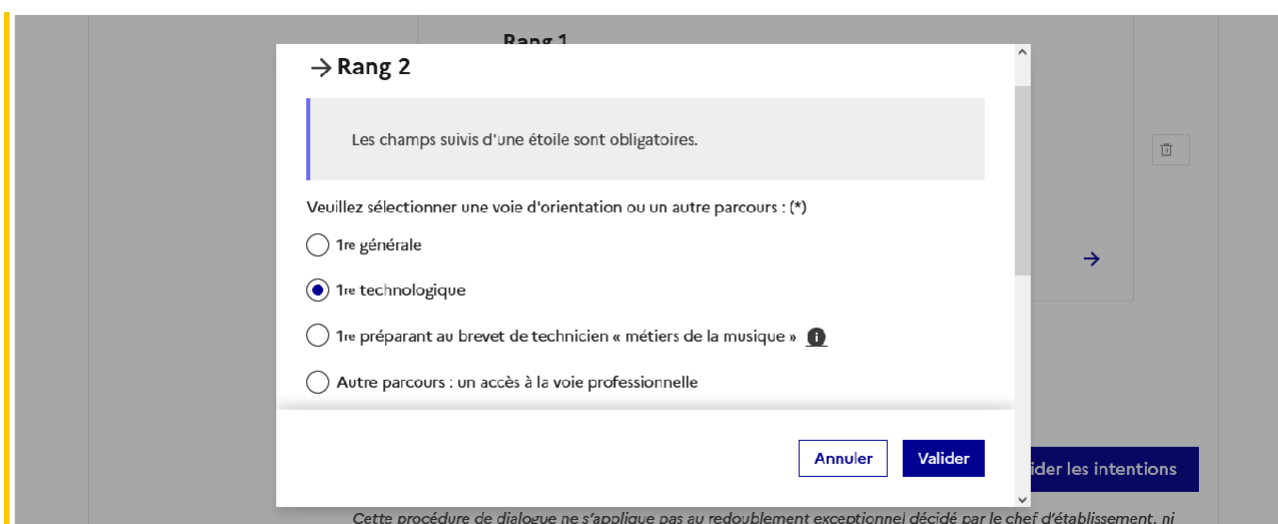 Rang 1
→ Rang 2
Les champs suivis d'une étoile sont obligatoires.
Veuillez sélectionner une voie d'orientation ou un autre parcours : (*)
1re générale
1re technologique
1re préparant au brevet de technicien « métiers de la musique »
Autre parcours : un accès à la voie professionnelle
Annuler Valider
ider les intentions
Cette procédure de dialogue ne s'applique pas au redoublement exceptionnel décidé par le chef d'établissement, ni